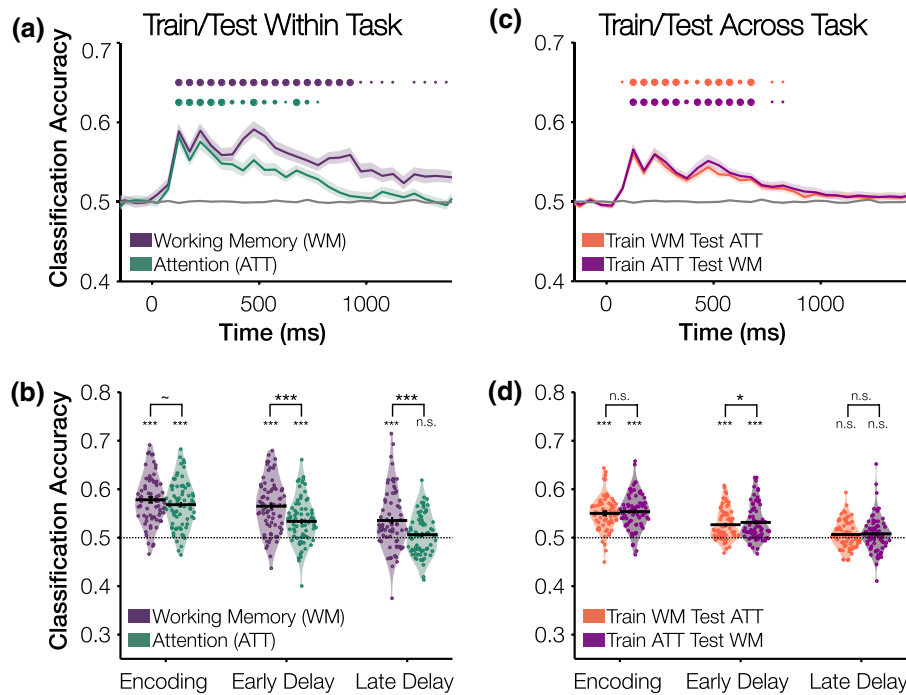 (a) Train/Test Within Task
0.7
0.6
0.5
0.4
Classification Accuracy
Working Memory (WM)
Attention (ATT)
0 500 1000
Time (ms)
(c) Train/Test Across Task
0.7
0.6
0.5
0.4
Train WM Test ATT
Train ATT Test WM
0 500 1000
Time (ms)
(b)
0.8
0.7
0.6
0.5
0.4
0.3
Classification Accuracy
~ *** ***
*** *** *** *** *** n.s.
Working Memory (WM)
Attention (ATT)
Encoding Early Delay Late Delay
(d)
0.8
0.7
0.6
0.5
0.4
0.3
n.s. * n.s.
*** *** *** *** n.s. n.s.
Train WM Test ATT
Train ATT Test WM
Encoding Early Delay Late Delay